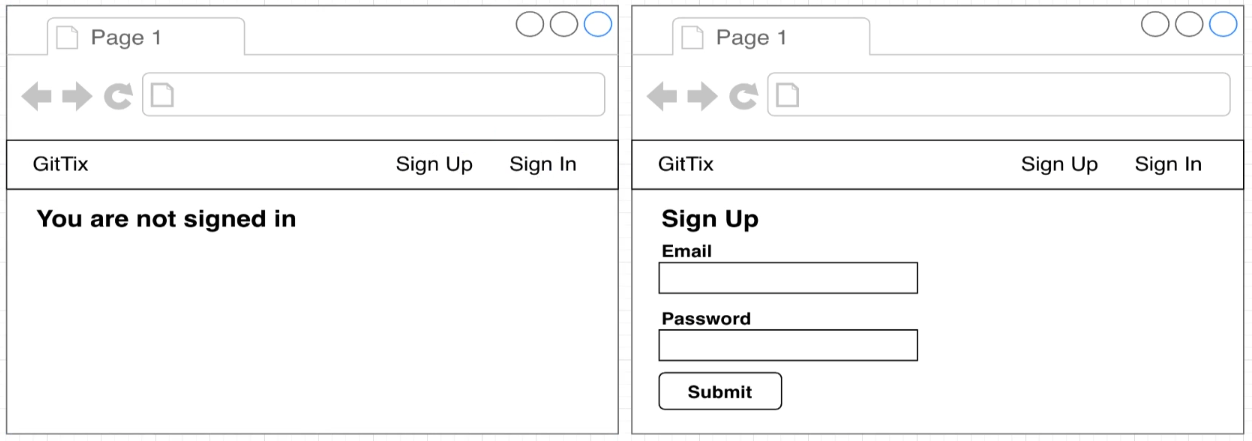 Page 1
GitTix Sign Up Sign In
You are not signed in
Page 1
GitTix Sign Up Sign In
Sign Up
Email
Password
Submit